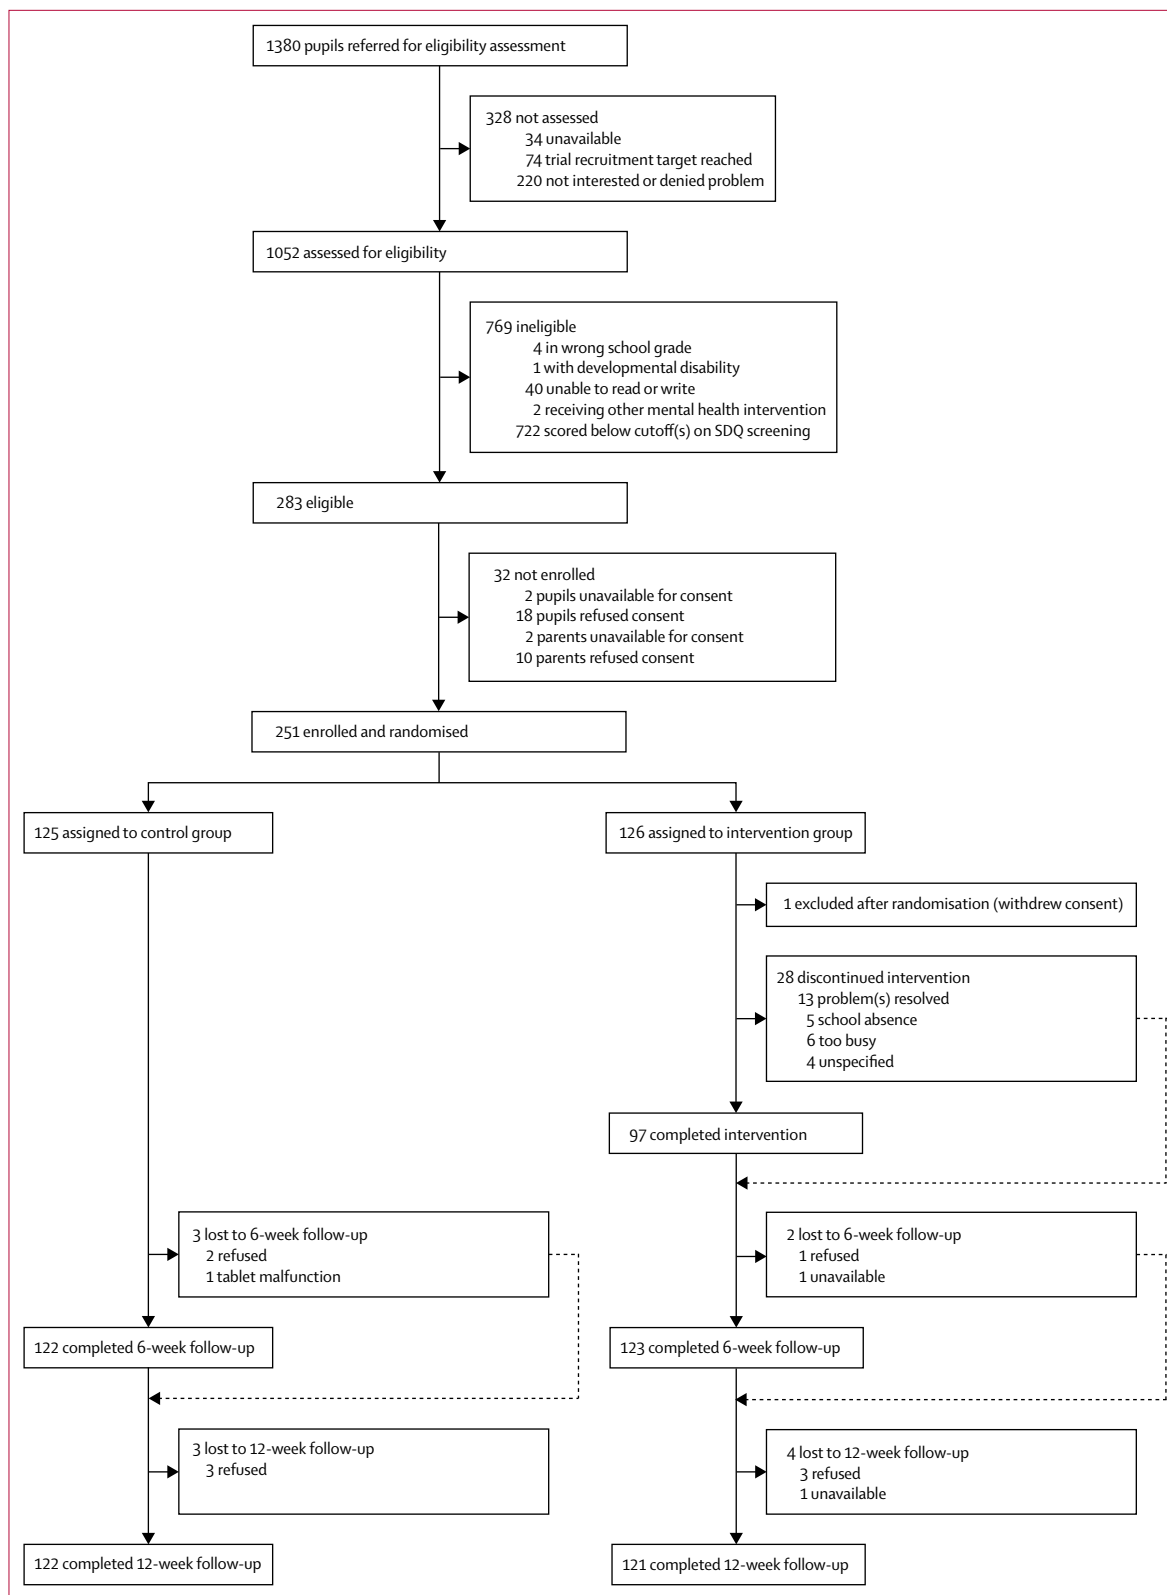 1380 pupils referred for eligibility assessment
328 not assessed
34 unavailable
74 trial recruitment target reached
220 not interested or denied problem
1052 assessed for eligibility
769 ineligible
4 in wrong school grade
1 with developmental disability
40 unable to read or write
2 receiving other mental health intervention
722 scored below cutoff(s) on SDQ screening
283 eligible
32 not enrolled
2 pupils unavailable for consent
18 pupils refused consent
2 parents unavailable for consent
10 parents refused consent
251 enrolled and randomised
125 assigned to control group
126 assigned to intervention group
1 excluded after randomisation (withdrew consent)
28 discontinued intervention
13 problem(s) resolved
5 school absence
6 too busy
4 unspecified
97 completed intervention
3 lost to 6-week follow-up
2 refused
1 tablet malfunction
2 lost to 6-week follow-up
1 refused
1 unavailable
122 completed 6-week follow-up
123 completed 6-week follow-up
3 lost to 12-week follow-up
3 refused
4 lost to 12-week follow-up
3 refused
1 unavailable
122 completed 12-week follow-up
121 completed 12-week follow-up